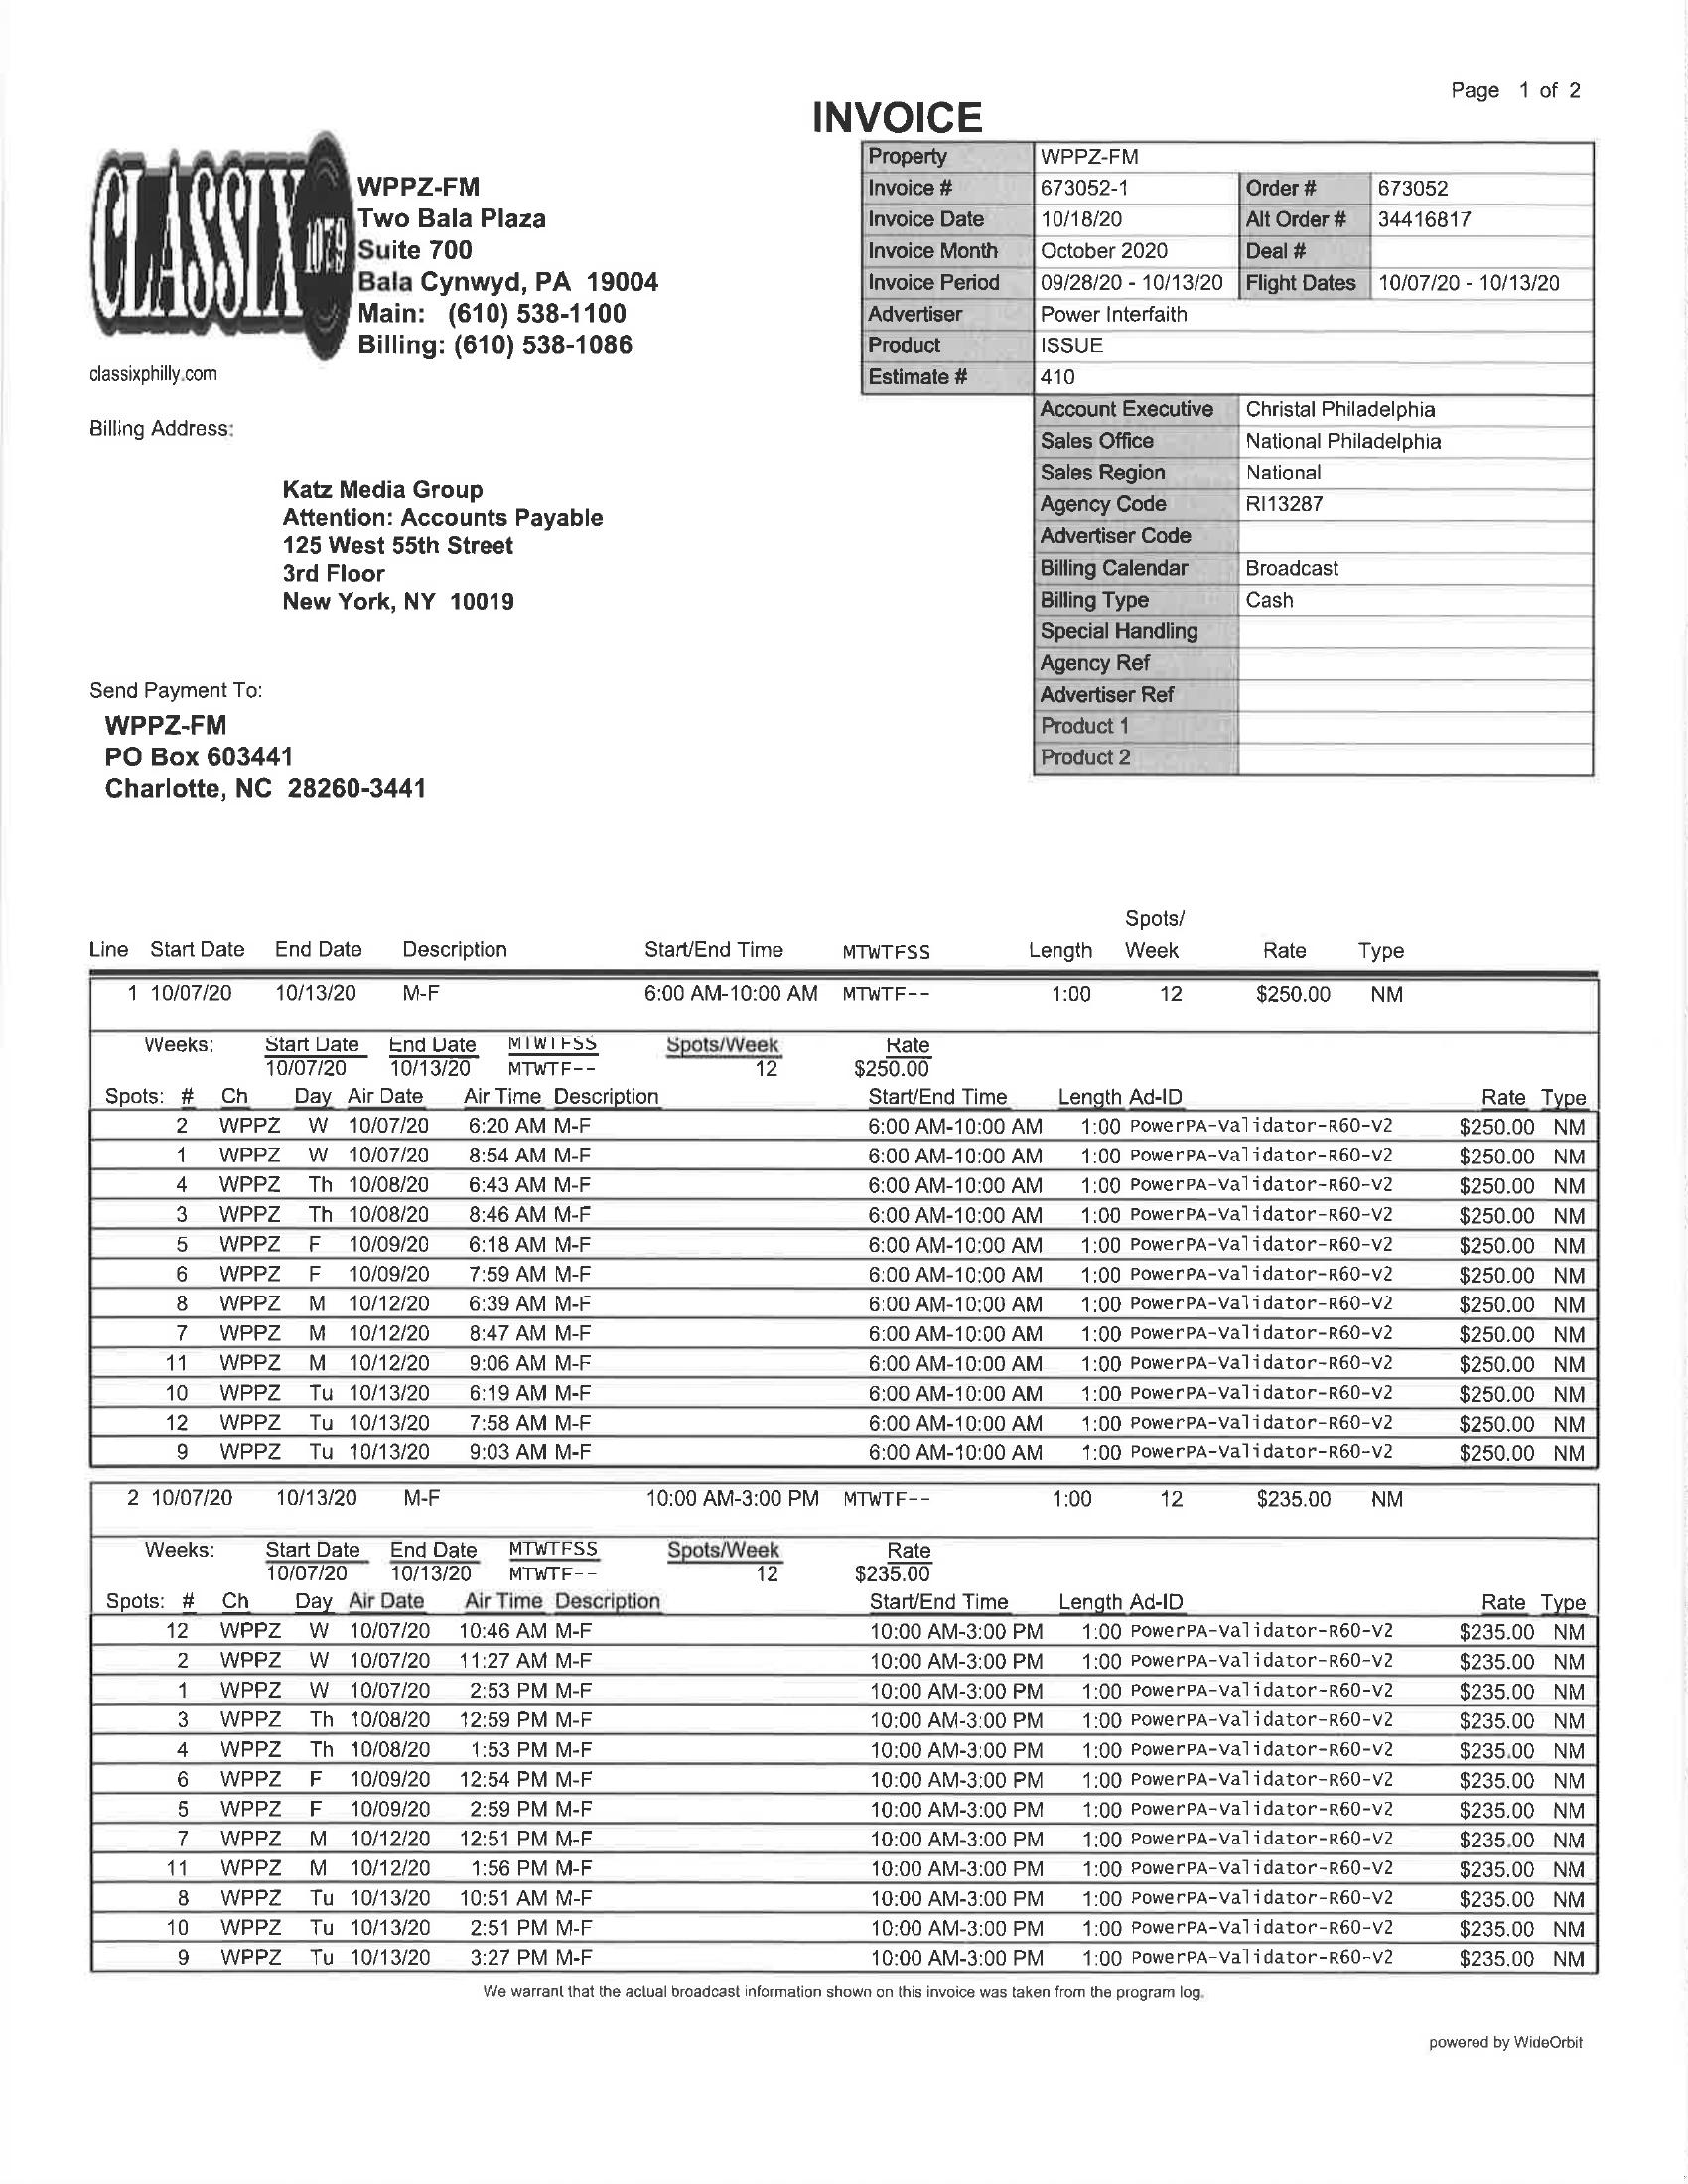 Page 1 of 2
INVOICE
CLASSIX 107.9
WPPZ-FM
Two Bala Plaza
Suite 700
Bala Cynwyd, PA 19004
Main: (610) 538-1100
Billing: (610) 538-1086
classixphilly.com
Property WPPZ-FM
Invoice # 673052-1 Order # 673052
Invoice Date 10/18/20 Alt Order # 34416817
Invoice Month October 2020 Deal #
Invoice Period 09/28/20 - 10/13/20 Flight Dates 10/07/20 - 10/13/20
Advertiser Power Interfaith
Product ISSUE
Estimate # 410
Account Executive Christal Philadelphia
Sales Office National Philadelphia
Sales Region National
Agency Code RI13287
Advertiser Code
Billing Calendar Broadcast
Billing Type Cash
Special Handling
Agency Ref
Advertiser Ref
Product 1
Product 2
Billing Address:
Katz Media Group
Attention: Accounts Payable
125 West 55th Street
3rd Floor
New York, NY 10019
Send Payment To:
WPPZ-FM
PO Box 603441
Charlotte, NC 28260-3441
Line Start Date End Date Description Start/End Time MTWTFSS Length Spots/Week Rate Type
1 10/07/20 10/13/20 M-F 6:00 AM-10:00 AM MTWTF-- 1:00 12 $250.00 NM
Weeks: Start Date End Date MTWTFSS Spots/Week Rate
10/07/20 10/13/20 MTWTF-- 12 $250.00
Spots: # Ch Day Air Date Air Time Description Start/End Time Length Ad-ID Rate Type
2 WPPZ W 10/07/20 6:20 AM M-F 6:00 AM-10:00 AM 1:00 PowerPA-Validator-R60-V2 $250.00 NM
1 WPPZ W 10/07/20 8:54 AM M-F 6:00 AM-10:00 AM 1:00 PowerPA-Validator-R60-V2 $250.00 NM
4 WPPZ Th 10/08/20 6:43 AM M-F 6:00 AM-10:00 AM 1:00 PowerPA-Validator-R60-V2 $250.00 NM
3 WPPZ Th 10/08/20 8:46 AM M-F 6:00 AM-10:00 AM 1:00 PowerPA-Validator-R60-V2 $250.00 NM
5 WPPZ F 10/09/20 6:18 AM M-F 6:00 AM-10:00 AM 1:00 PowerPA-Validator-R60-V2 $250.00 NM
6 WPPZ F 10/09/20 7:59 AM M-F 6:00 AM-10:00 AM 1:00 PowerPA-Validator-R60-V2 $250.00 NM
8 WPPZ M 10/12/20 6:39 AM M-F 6:00 AM-10:00 AM 1:00 PowerPA-Validator-R60-V2 $250.00 NM
7 WPPZ M 10/12/20 8:47 AM M-F 6:00 AM-10:00 AM 1:00 PowerPA-Validator-R60-V2 $250.00 NM
11 WPPZ M 10/12/20 9:06 AM M-F 6:00 AM-10:00 AM 1:00 PowerPA-Validator-R60-V2 $250.00 NM
10 WPPZ Tu 10/13/20 6:19 AM M-F 6:00 AM-10:00 AM 1:00 PowerPA-Validator-R60-V2 $250.00 NM
12 WPPZ Tu 10/13/20 7:58 AM M-F 6:00 AM-10:00 AM 1:00 PowerPA-Validator-R60-V2 $250.00 NM
9 WPPZ Tu 10/13/20 9:03 AM M-F 6:00 AM-10:00 AM 1:00 PowerPA-Validator-R60-V2 $250.00 NM
2 10/07/20 10/13/20 M-F 10:00 AM-3:00 PM MTWTF-- 1:00 12 $235.00 NM
Weeks: Start Date End Date MTWTFSS Spots/Week Rate
10/07/20 10/13/20 MTWTF-- 12 $235.00
Spots: # Ch Day Air Date Air Time Description Start/End Time Length Ad-ID Rate Type
12 WPPZ W 10/07/20 10:46 AM M-F 10:00 AM-3:00 PM 1:00 PowerPA-Validator-R60-V2 $235.00 NM
2 WPPZ W 10/07/20 11:27 AM M-F 10:00 AM-3:00 PM 1:00 PowerPA-Validator-R60-V2 $235.00 NM
1 WPPZ W 10/07/20 2:53 PM M-F 10:00 AM-3:00 PM 1:00 PowerPA-Validator-R60-V2 $235.00 NM
3 WPPZ Th 10/08/20 12:59 PM M-F 10:00 AM-3:00 PM 1:00 PowerPA-Validator-R60-V2 $235.00 NM
4 WPPZ Th 10/08/20 1:53 PM M-F 10:00 AM-3:00 PM 1:00 PowerPA-Validator-R60-V2 $235.00 NM
6 WPPZ F 10/09/20 12:54 PM M-F 10:00 AM-3:00 PM 1:00 PowerPA-Validator-R60-V2 $235.00 NM
5 WPPZ F 10/09/20 2:59 PM M-F 10:00 AM-3:00 PM 1:00 PowerPA-Validator-R60-V2 $235.00 NM
7 WPPZ M 10/12/20 12:51 PM M-F 10:00 AM-3:00 PM 1:00 PowerPA-Validator-R60-V2 $235.00 NM
11 WPPZ M 10/12/20 1:56 PM M-F 10:00 AM-3:00 PM 1:00 PowerPA-Validator-R60-V2 $235.00 NM
8 WPPZ Tu 10/13/20 10:51 AM M-F 10:00 AM-3:00 PM 1:00 PowerPA-Validator-R60-V2 $235.00 NM
10 WPPZ Tu 10/13/20 2:51 PM M-F 10:00 AM-3:00 PM 1:00 PowerPA-Validator-R60-V2 $235.00 NM
9 WPPZ Tu 10/13/20 3:27 PM M-F 10:00 AM-3:00 PM 1:00 PowerPA-Validator-R60-V2 $235.00 NM
We warrant that the actual broadcast information shown on this invoice was taken from the program log.
powered by WideOrbit